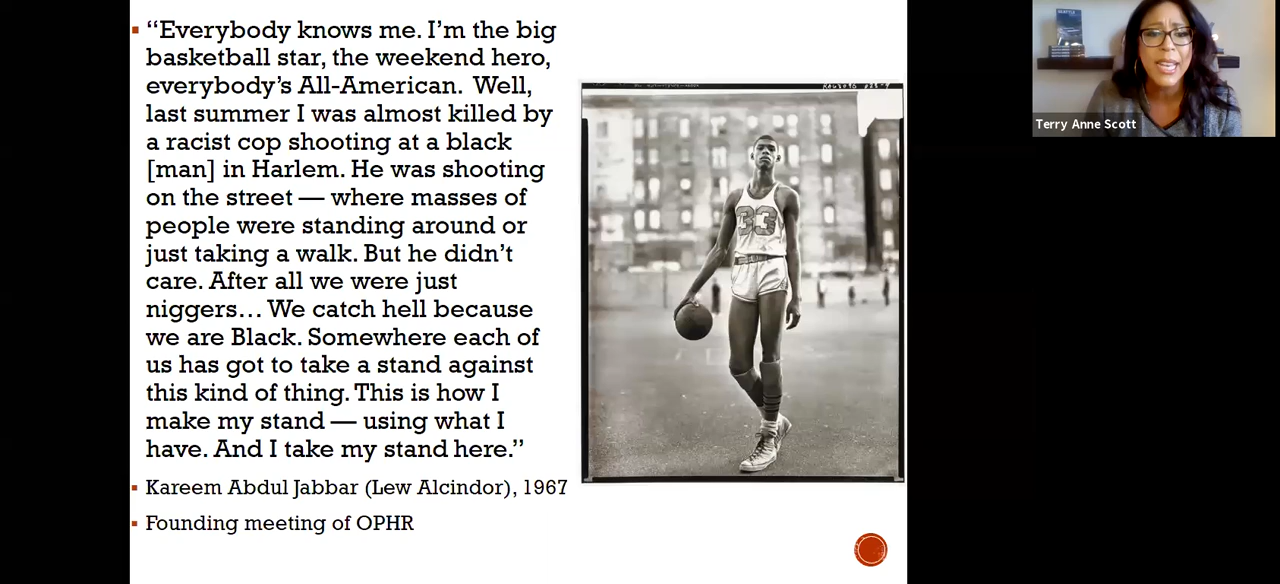 “Everybody knows me. I’m the big
basketball star, the weekend hero,
everybody’s All-American.  Well,
last summer I was almost killed by
a racist cop shooting at a black
[man] in Harlem. He was shooting
on the street — where masses of
people were standing around or
just taking a walk. But he didn’t
care. After all we were just
niggers… We catch hell because
we are Black. Somewhere each of
us has got to take a stand against
this kind of thing. This is how I
make my stand — using what I
have. And I take my stand here.”
Kareem Abdul Jabbar (Lew Alcindor), 1967
Founding meeting of OPHR
33
Terry Anne Scott